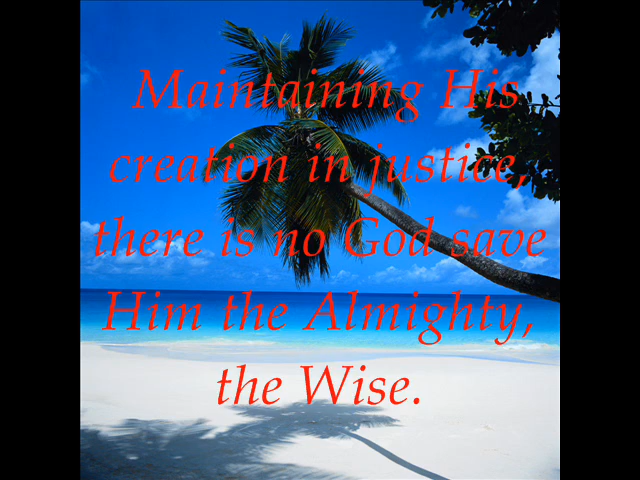 Maintaining His
creation in justice,
there is no God save
Him the Almighty,
the Wise.